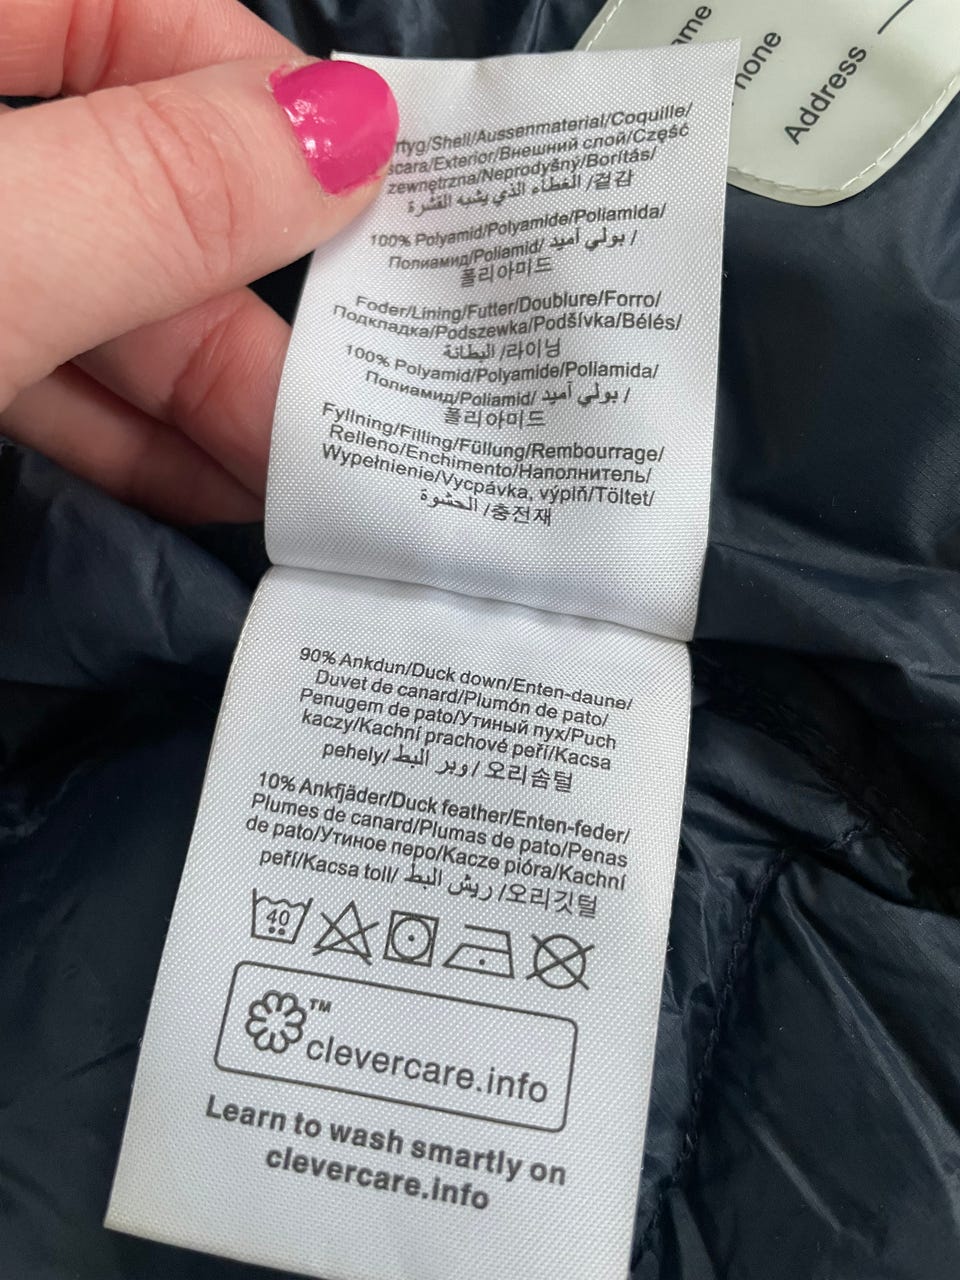 rtyg/Shell/Aussenmaterial/Coquille/
scara/Exterior/Внешний слой/Część
zewnętrzna/Neprodyšný/Borítás/
الغطاء الذي يشبه القشرة /겉감
100% Polyamid/Polyamide/Poliamida/
Полиамид/Poliamid/ بولي أميد /
폴리아미드
Foder/Lining/Futter/Doublure/Forro/
Подкладка/Podszewka/Podšívka/Bélés/
البطانة /라이닝
100% Polyamid/Polyamide/Poliamida/
Полиамид/Poliamid/ بولي أميد /
폴리아미드
Fyllning/Filling/Füllung/Rembourrage/
Relleno/Enchimento/Наполнитель/
Wypełnienie/Vycpávka, výplň/Töltet/
الحشوة /충전재
90% Ankdun/Duck down/Enten-daune/
Duvet de canard/Plumón de pato/
Penugem de pato/Утиный пух/Puch
kaczy/Kachní prachové peří/Kacsa
pehely/ وبر البط / 오리솜털
10% Ankfjäder/Duck feather/Enten-feder/
Plumes de canard/Plumas de pato/Penas
de pato/Утиное перо/Kacze pióra/Kachní
peří/Kacsa toll/ ريش البط /오리깃털
40
™
clevercare.info
Learn to wash smartly on
clevercare.info
ame
hone
Address